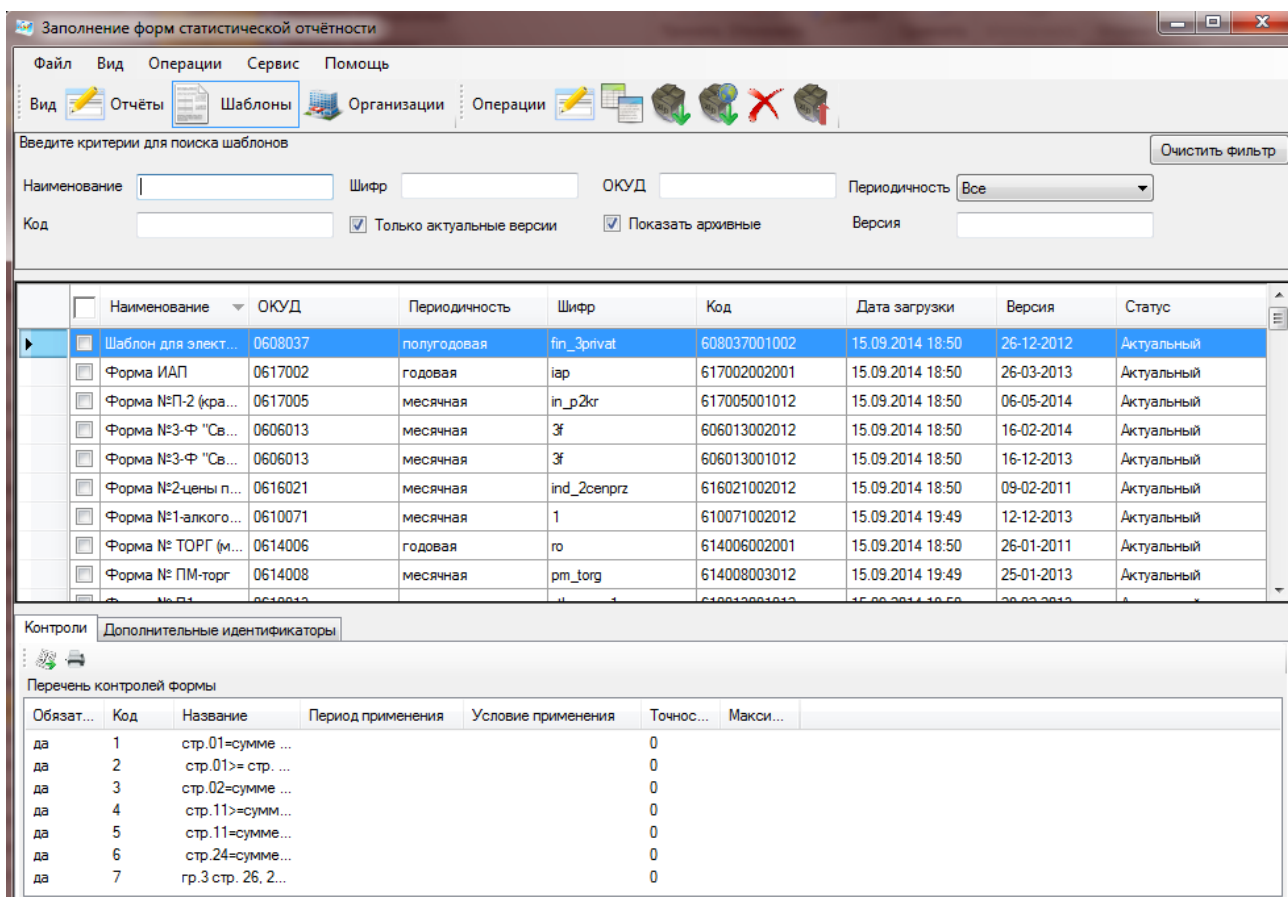 Заполнение форм статистической отчётности
Файл Вид Операции Сервис Помощь
Вид Отчёты Шаблоны Организации Операции
Введите критерии для поиска шаблонов
Очистить фильтр
Наименование Шифр ОКУД Периодичность Все
Код Только актуальные версии Показать архивные Версия
Наименование ОКУД Периодичность Шифр Код Дата загрузки Версия Статус
Шаблон для элект... 0608037 полугодовая fin_3privat 608037001002 15.09.2014 18:50 26-12-2012 Актуальный
Форма ИАП 0617002 годовая iap 617002002001 15.09.2014 18:50 26-03-2013 Актуальный
Форма №П-2 (кра... 0617005 месячная in_p2kr 617005001012 15.09.2014 18:50 06-05-2014 Актуальный
Форма №3-Ф "Св... 0606013 месячная 3f 606013002012 15.09.2014 18:50 16-02-2014 Актуальный
Форма №3-Ф "Св... 0606013 месячная 3f 606013001012 15.09.2014 18:50 16-12-2013 Актуальный
Форма №2-цены п... 0616021 месячная ind_2cenprz 616021002012 15.09.2014 18:50 09-02-2011 Актуальный
Форма №1-алкого... 0610071 месячная 1 610071002012 15.09.2014 19:49 12-12-2013 Актуальный
Форма № ТОРГ (м... 0614006 годовая ro 614006002001 15.09.2014 18:50 26-01-2011 Актуальный
Форма № ПМ-торг 0614008 месячная pm_torg 614008003012 15.09.2014 19:49 25-01-2013 Актуальный
Контроли Дополнительные идентификаторы
Перечень контролей формы
Обязат... Код Название Период применения Условие применения Точнос... Макси...
да 1 стр.01=сумме ... 0
да 2 стр.01>= стр. ... 0
да 3 стр.02=сумме ... 0
да 4 стр.11>=сумм... 0
да 5 стр.11=сумме... 0
да 6 стр.24=сумме... 0
да 7 гр.3 стр. 26, 2... 0